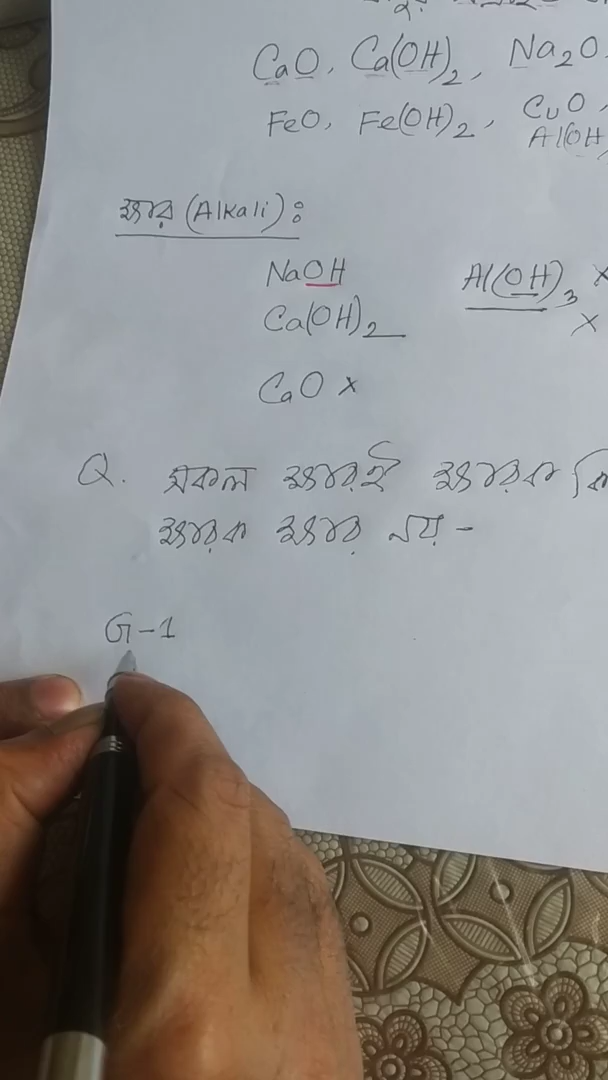 CaO, Ca(OH)2, Na2O,
FeO, Fe(OH)2, CuO,
Al(OH)
ক্ষার (Alkali):
NaOH Al(OH)3 ×
Ca(OH)2 ×
CaO ×
Q. সকল ক্ষারই ক্ষারক কি
ক্ষারক ক্ষার নয় -
G-1